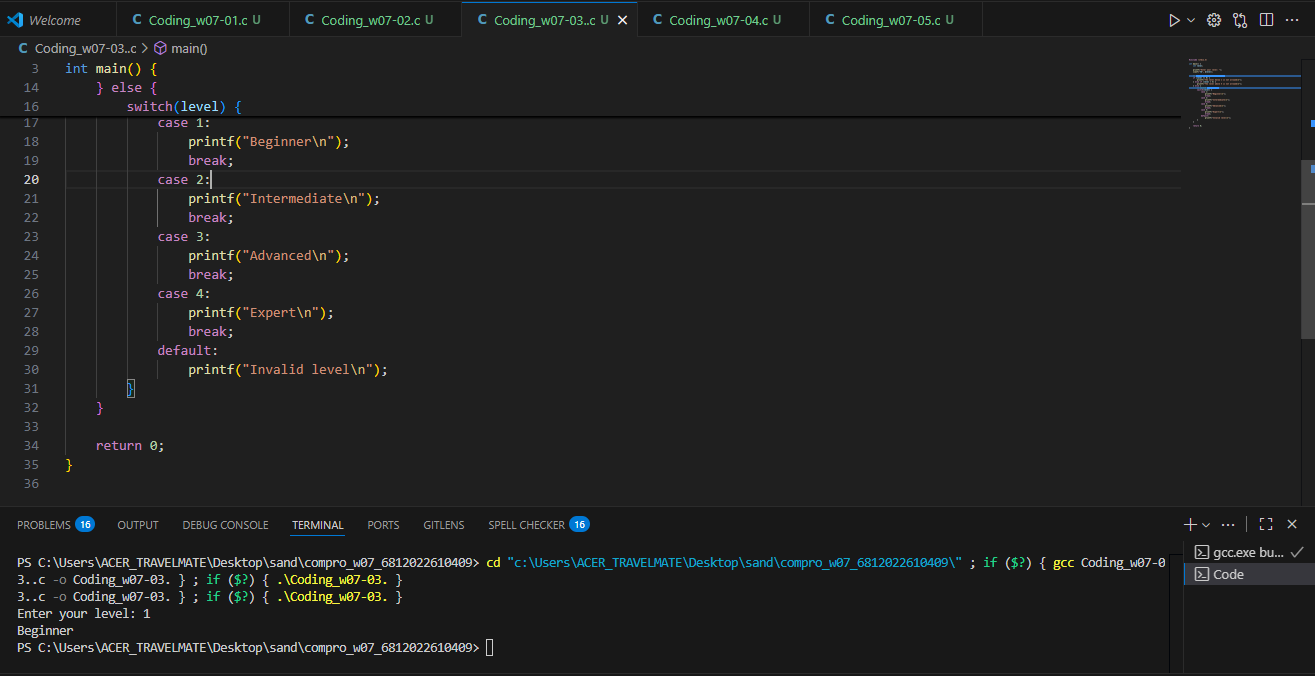 Welcome
C Coding_w07-01.c U
C Coding_w07-02.c U
C Coding_w07-03..c U
C Coding_w07-04.c U
C Coding_w07-05.c U
C Coding_w07-03..c > main()
3 int main() {
14 } else {
16 switch(level) {
17 case 1:
18 printf("Beginner\n");
19 break;
20 case 2:
21 printf("Intermediate\n");
22 break;
23 case 3:
24 printf("Advanced\n");
25 break;
26 case 4:
27 printf("Expert\n");
28 break;
29 default:
30 printf("Invalid level\n");
31 }
32 }
33
34 return 0;
35 }
36
PROBLEMS 16 OUTPUT DEBUG CONSOLE TERMINAL PORTS GITLENS SPELL CHECKER 16
gcc.exe bu...
Code
PS C:\Users\ACER_TRAVELMATE\Desktop\sand\compro_w07_6812022610409> cd "c:\Users\ACER_TRAVELMATE\Desktop\sand\compro_w07_6812022610409\" ; if ($?) { gcc Coding_w07-0
3..c -o Coding_w07-03. } ; if ($?) { .\Coding_w07-03. }
3..c -o Coding_w07-03. } ; if ($?) { .\Coding_w07-03. }
Enter your level: 1
Beginner
PS C:\Users\ACER_TRAVELMATE\Desktop\sand\compro_w07_6812022610409>